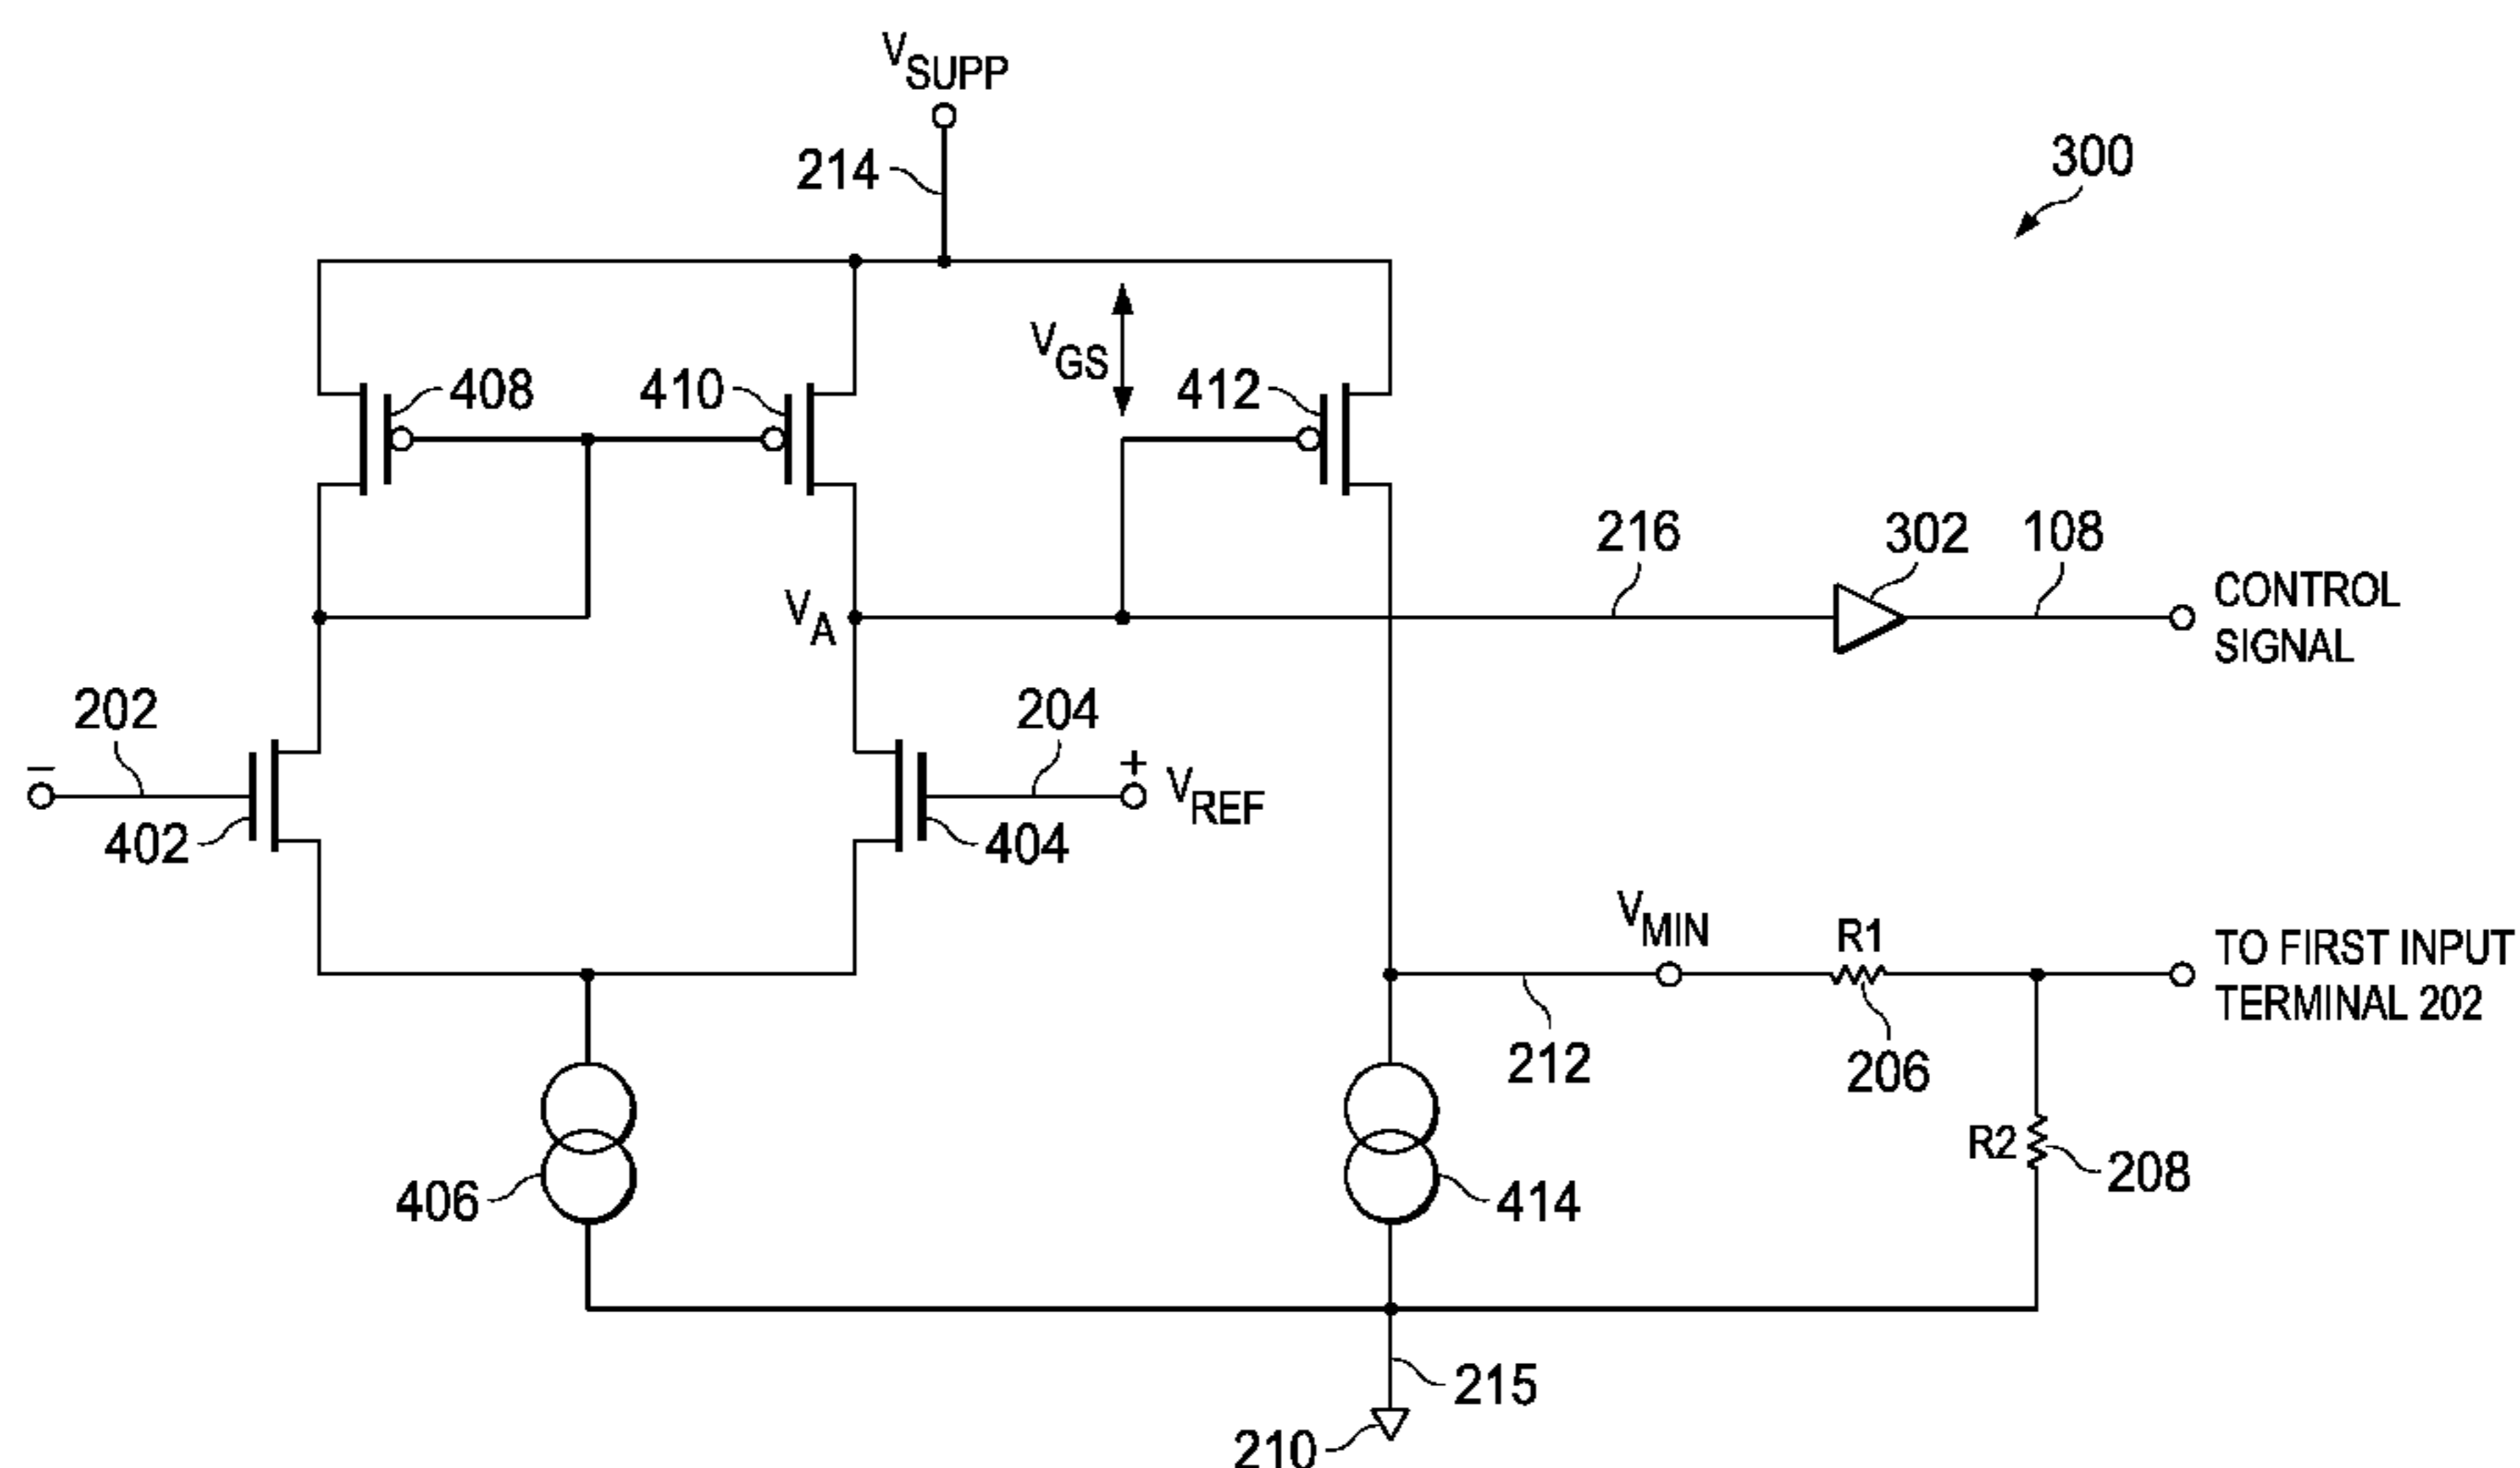 VSUPP
214
300
408
410
VGS
412
216
302
108
CONTROL
SIGNAL
VA
202
204
−
+
VREF
402
404
VMIN
R1
TO FIRST INPUT
TERMINAL 202
212
206
R2
208
406
414
215
210